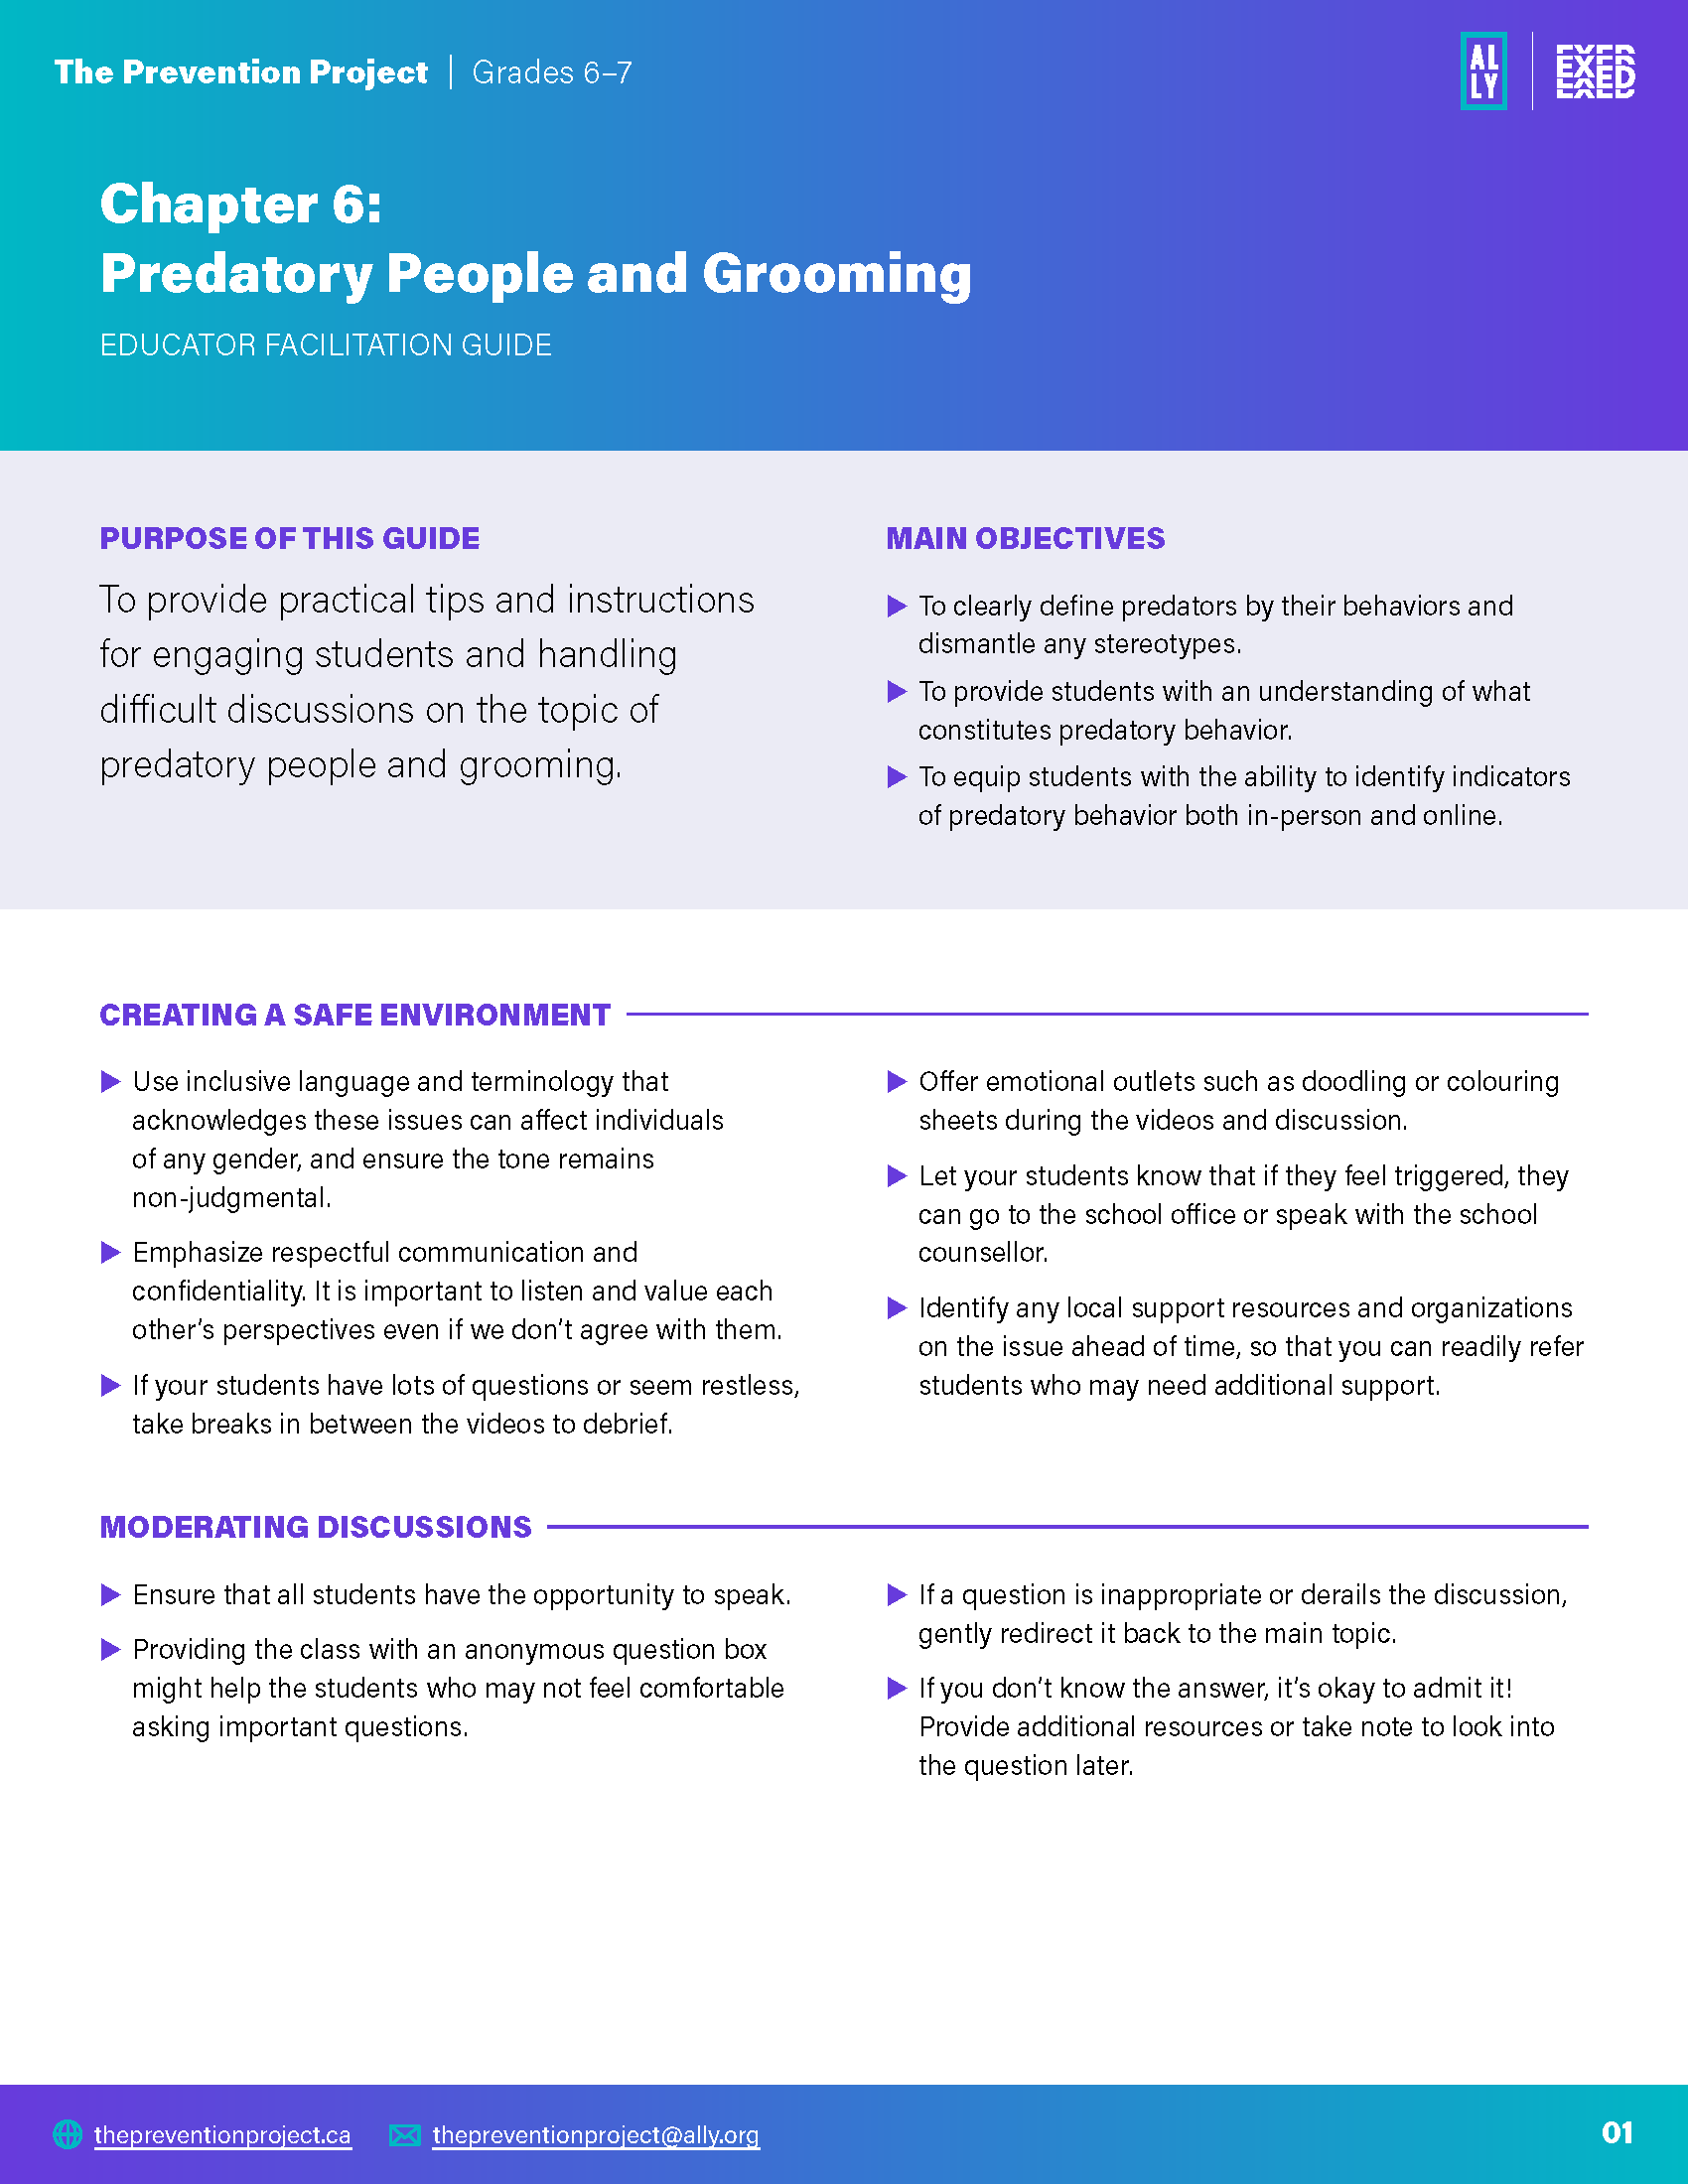 The Prevention Project | Grades 6–7
AL
LY
EXED
Chapter 6:
Predatory People and Grooming
EDUCATOR FACILITATION GUIDE
PURPOSE OF THIS GUIDE
To provide practical tips and instructions
for engaging students and handling
difficult discussions on the topic of
predatory people and grooming.
MAIN OBJECTIVES
▶ To clearly define predators by their behaviors and
dismantle any stereotypes.
▶ To provide students with an understanding of what
constitutes predatory behavior.
▶ To equip students with the ability to identify indicators
of predatory behavior both in-person and online.
CREATING A SAFE ENVIRONMENT
▶ Use inclusive language and terminology that
acknowledges these issues can affect individuals
of any gender, and ensure the tone remains
non-judgmental.
▶ Emphasize respectful communication and
confidentiality. It is important to listen and value each
other’s perspectives even if we don’t agree with them.
▶ If your students have lots of questions or seem restless,
take breaks in between the videos to debrief.
▶ Offer emotional outlets such as doodling or colouring
sheets during the videos and discussion.
▶ Let your students know that if they feel triggered, they
can go to the school office or speak with the school
counsellor.
▶ Identify any local support resources and organizations
on the issue ahead of time, so that you can readily refer
students who may need additional support.
MODERATING DISCUSSIONS
▶ Ensure that all students have the opportunity to speak.
▶ Providing the class with an anonymous question box
might help the students who may not feel comfortable
asking important questions.
▶ If a question is inappropriate or derails the discussion,
gently redirect it back to the main topic.
▶ If you don’t know the answer, it’s okay to admit it!
Provide additional resources or take note to look into
the question later.
thepreventionproject.ca
thepreventionproject@ally.org
01